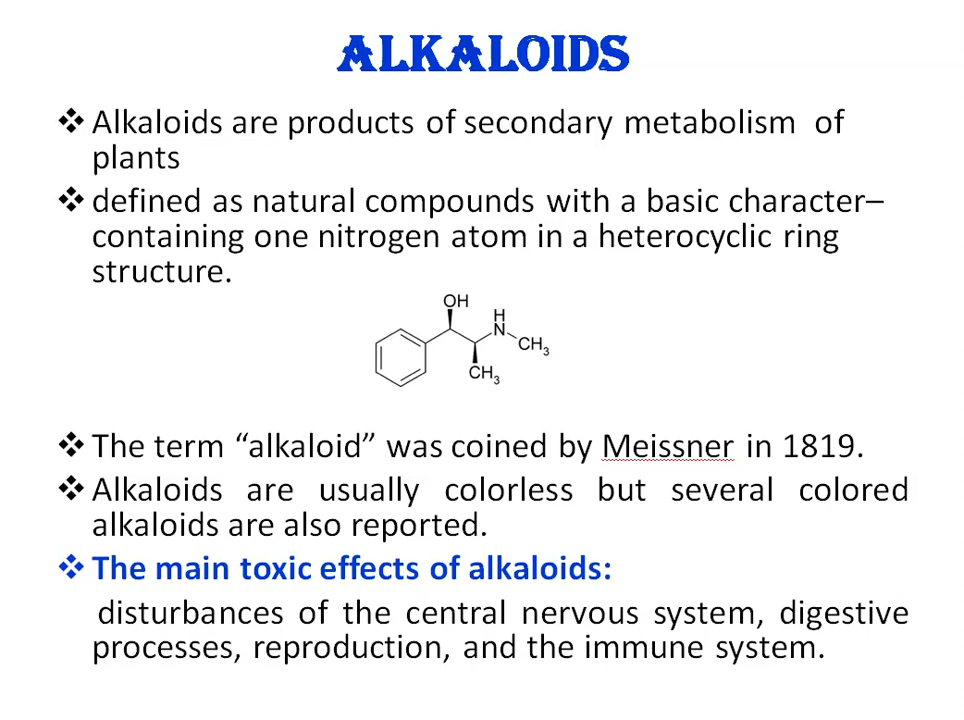 ALKALOIDS
❖ Alkaloids are products of secondary metabolism of
plants
❖ defined as natural compounds with a basic character–
containing one nitrogen atom in a heterocyclic ring
structure.
OH
H
N
CH3
CH3
❖ The term “alkaloid” was coined by Meissner in 1819.
❖ Alkaloids are usually colorless but several colored
alkaloids are also reported.
❖ The main toxic effects of alkaloids:
disturbances of the central nervous system, digestive
processes, reproduction, and the immune system.